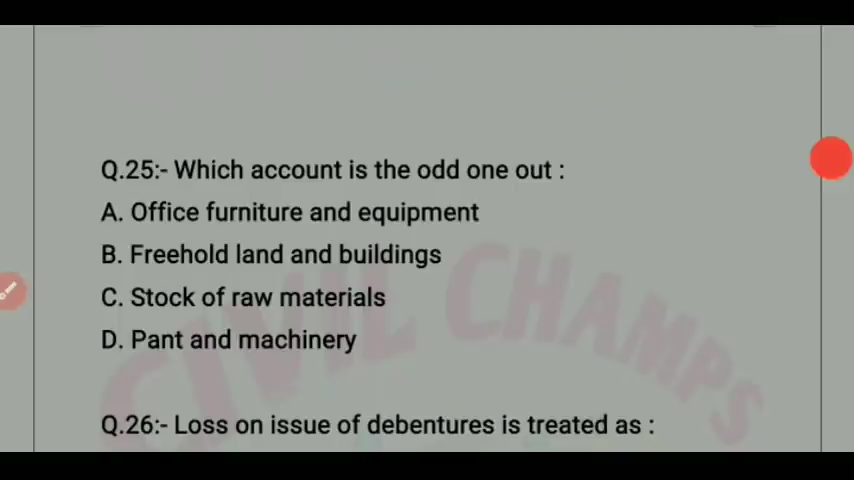 Q.25:- Which account is the odd one out :
A. Office furniture and equipment
B. Freehold land and buildings
C. Stock of raw materials
D. Pant and machinery
CIVIL CHAMPS
Q.26:- Loss on issue of debentures is treated as :